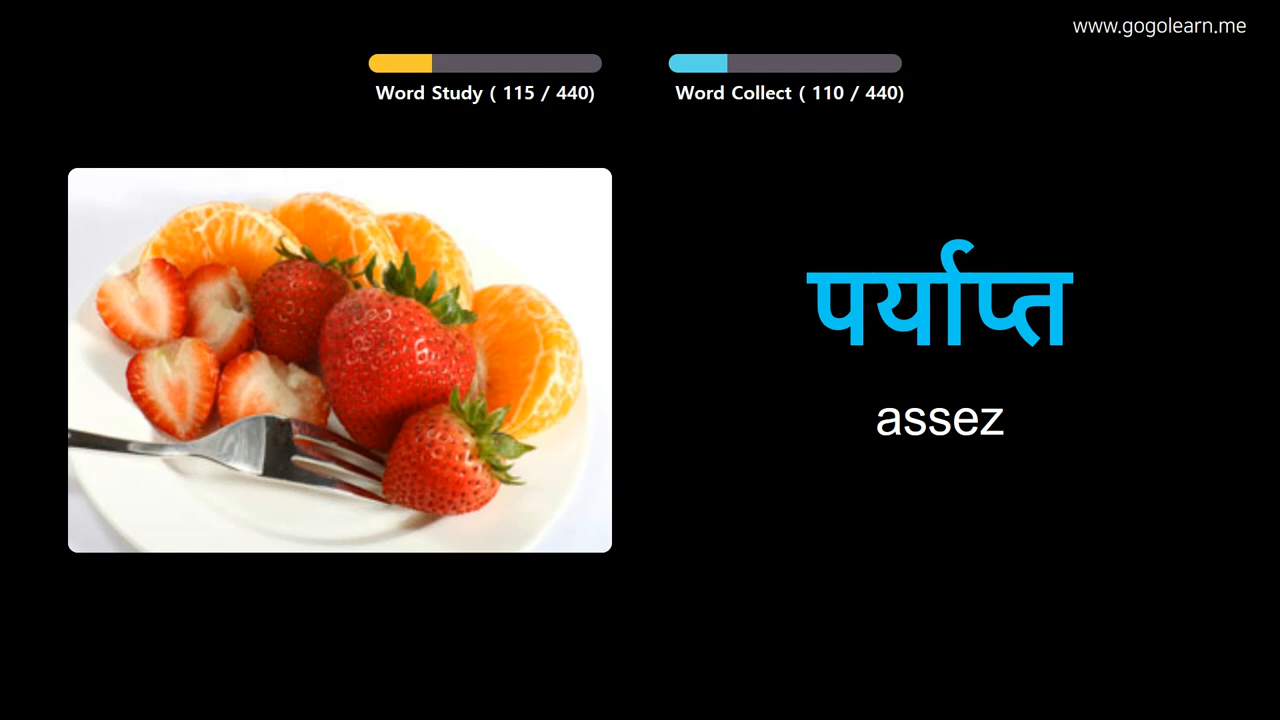 www.gogolearn.me
Word Study ( 115 / 440)
Word Collect ( 110 / 440)
पर्याप्त
assez